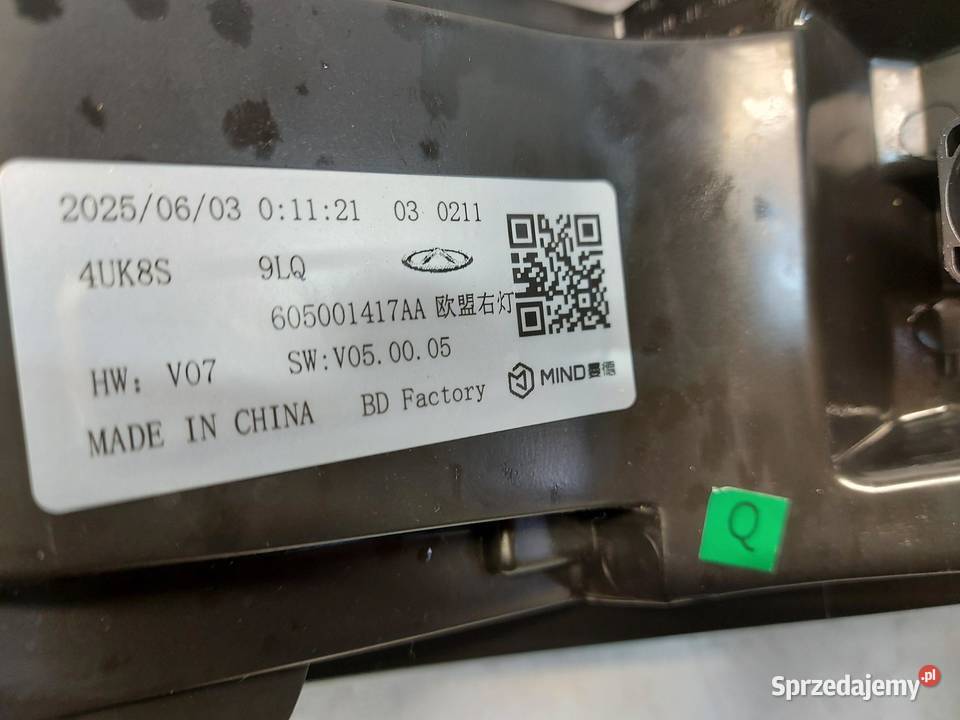 2025/06/03 0:11:21 03 0211
4UK8S 9LQ
605001417AA 欧盟右灯
HW: V07 SW:V05.00.05
MADE IN CHINA BD Factory
MIND曼德
Q
Sprzedajemy.pl